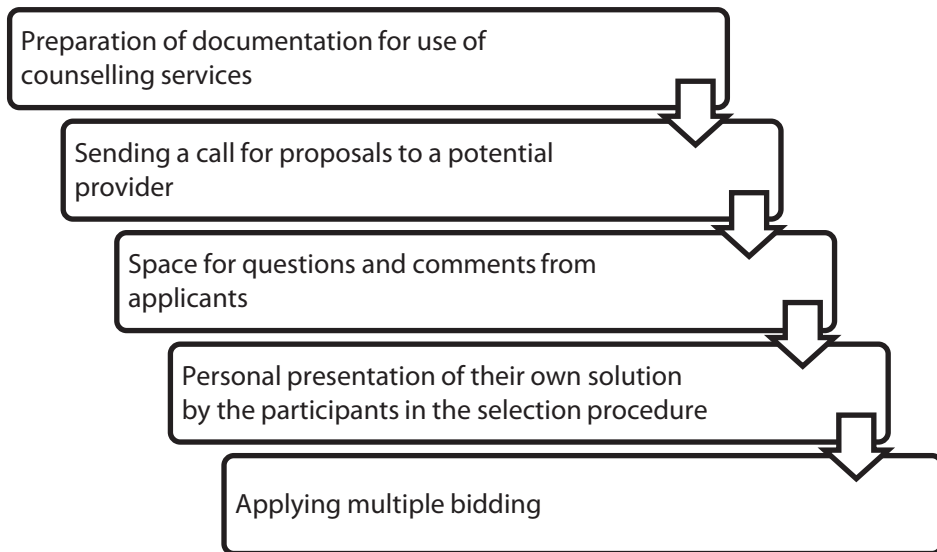 Preparation of documentation for use of
counselling services
Sending a call for proposals to a potential
provider
Space for questions and comments from
applicants
Personal presentation of their own solution
by the participants in the selection procedure
Applying multiple bidding